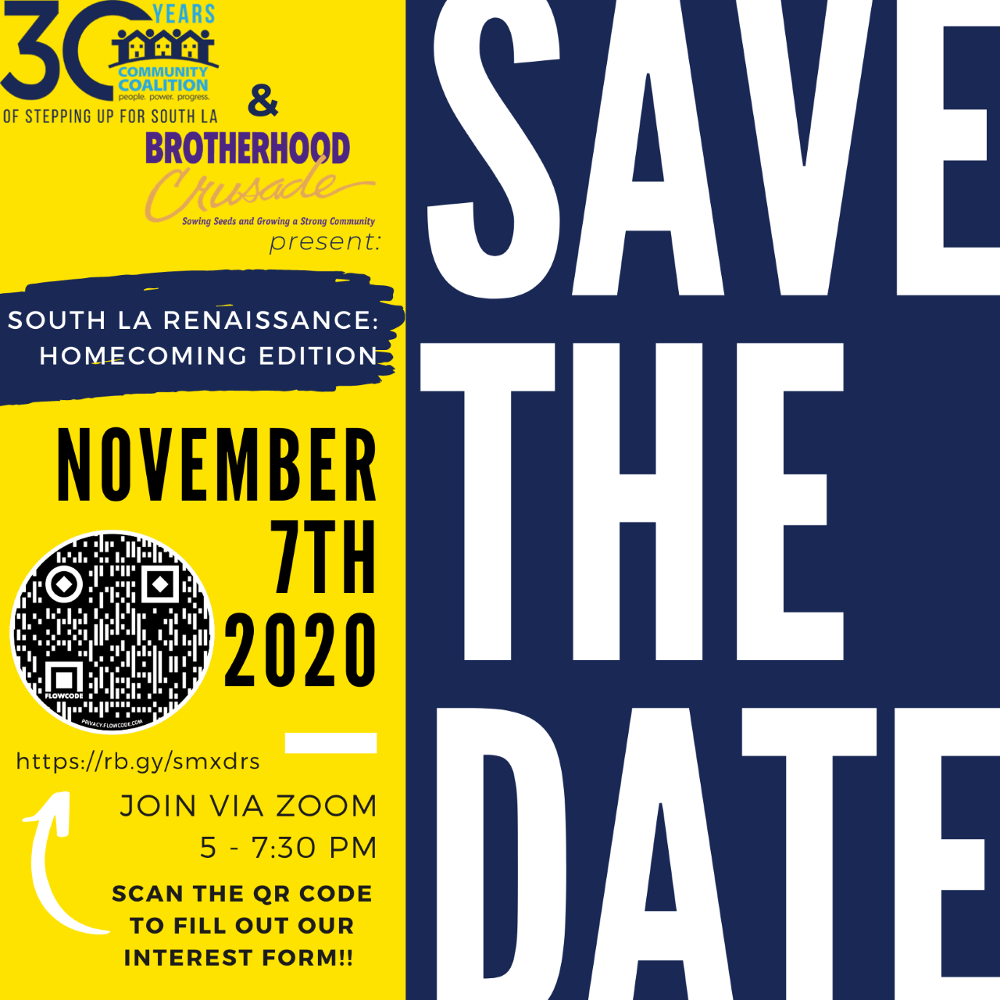 30 YEARS
COMMUNITY
COALITION
people. power. progress.
OF STEPPING UP FOR SOUTH LA
&
BROTHERHOOD
Crusade
Sowing Seeds and Growing a Strong Community
present:
SOUTH LA RENAISSANCE:
HOMECOMING EDITION
NOVEMBER
7TH
2020
FLOWCODE
PRIVACY.FLOWCODE.COM
https://rb.gy/smxdrs
JOIN VIA ZOOM
5 - 7:30 PM
SCAN THE QR CODE
TO FILL OUT OUR
INTEREST FORM!!
SAVE
THE
DATE